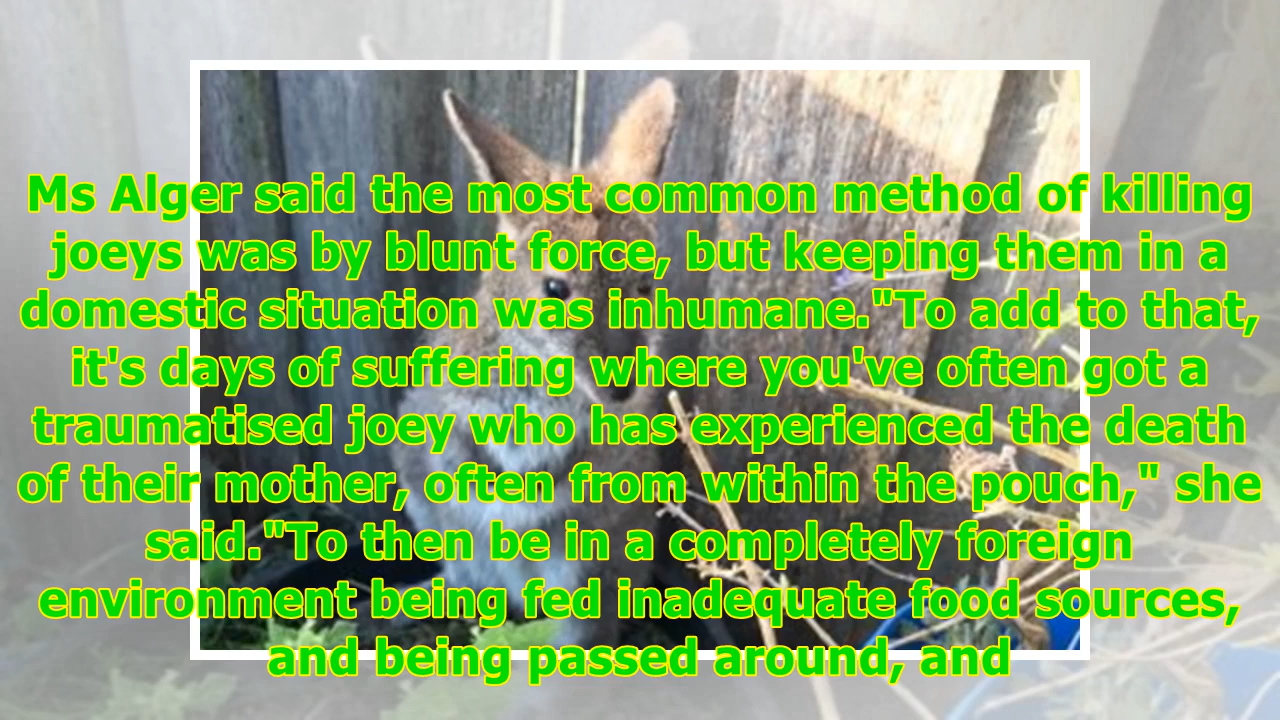 Ms Alger said the most common method of killing
joeys was by blunt force, but keeping them in a
domestic situation was inhumane."To add to that,
it's days of suffering where you've often got a
traumatised joey who has experienced the death
of their mother, often from within the pouch," she
said."To then be in a completely foreign
environment being fed inadequate food sources,
and being passed around, and